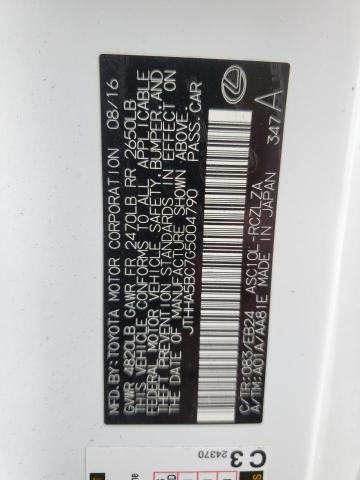 MFD.BY:TOYOTA MOTOR CORPORATION 08/16
GVWR 4820LB GAWR FR 2470LB RR 2650LB
THIS VEHICLE CONFORMS TO ALL APPLICABLE
FEDERAL MOTOR VEHICLE SAFETY, BUMPER, AND
THEFT PREVENTION STANDARDS IN EFFECT ON
THE DATE OF MANUFACTURE SHOWN ABOVE.
JTHHA5BC7G5004790 PASS.CAR
C/TR:083/EB24 ASC10L-RCZLZA
A/TM:A01A/AA81E MADE IN JAPAN
347 A
C3
24370